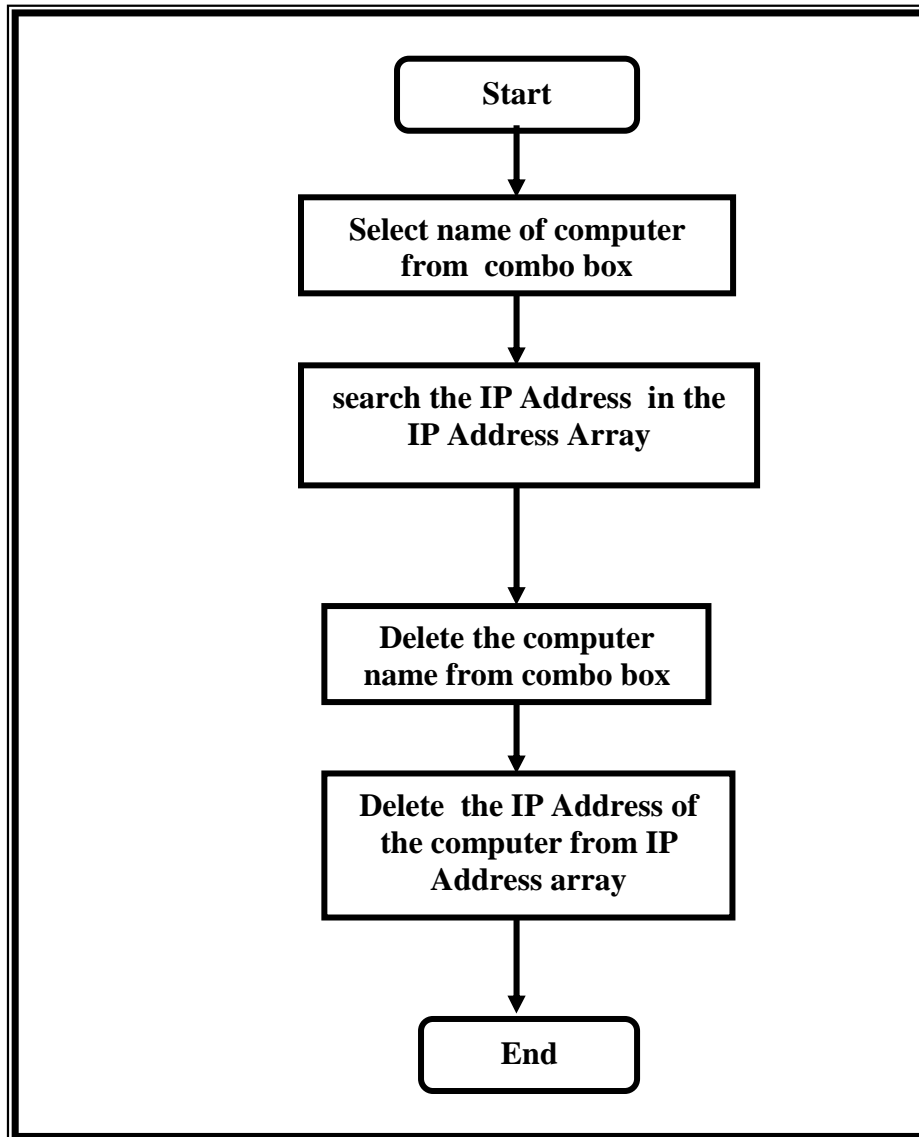 Start
Select name of computer
from combo box
search the IP Address in the
IP Address Array
Delete the computer
name from combo box
Delete the IP Address of
the computer from IP
Address array
End